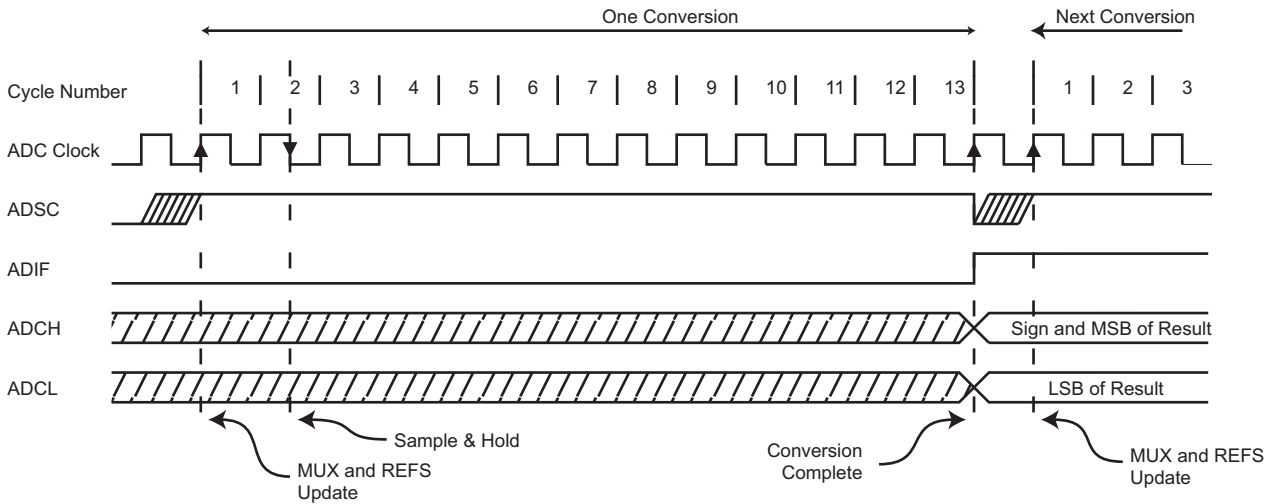 One Conversion
Next Conversion
Cycle Number
1 2 3 4 5 6 7 8 9 10 11 12 13 1 2 3
ADC Clock
ADSC
ADIF
ADCH
Sign and MSB of Result
ADCL
LSB of Result
Sample & Hold
MUX and REFS
Update
Conversion
Complete
MUX and REFS
Update